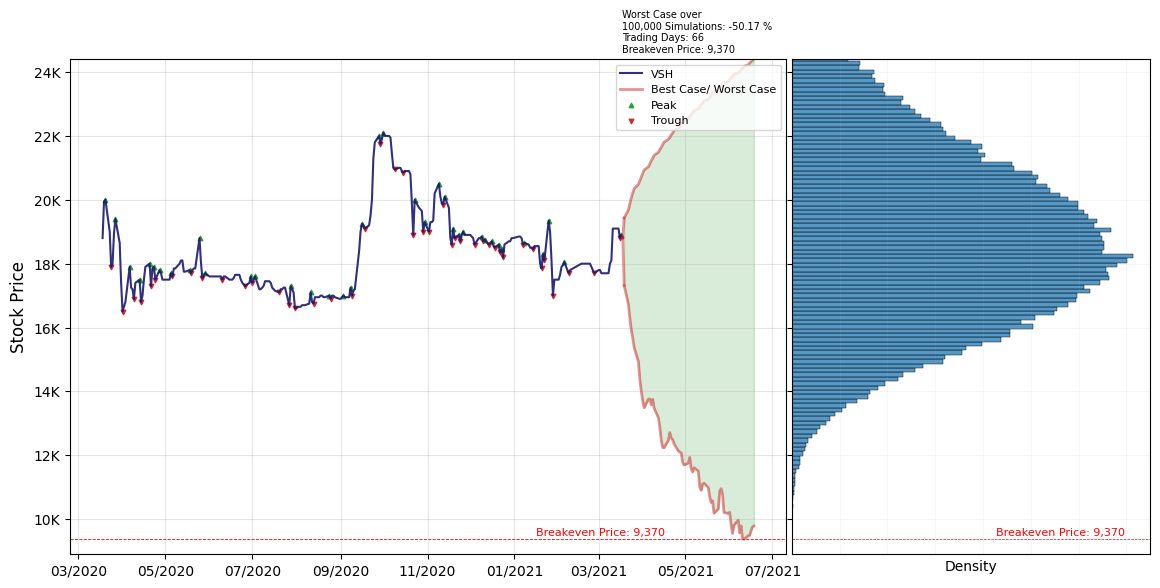 Worst Case over
100,000 Simulations: -50.17 %
Trading Days: 66
Breakeven Price: 9,370
VSH
Best Case/ Worst Case
Peak
Trough
Stock Price
24K
22K
20K
18K
16K
14K
12K
10K
Breakeven Price: 9,370
Breakeven Price: 9,370
03/2020 05/2020 07/2020 09/2020 11/2020 01/2021 03/2021 05/2021 07/2021
Density